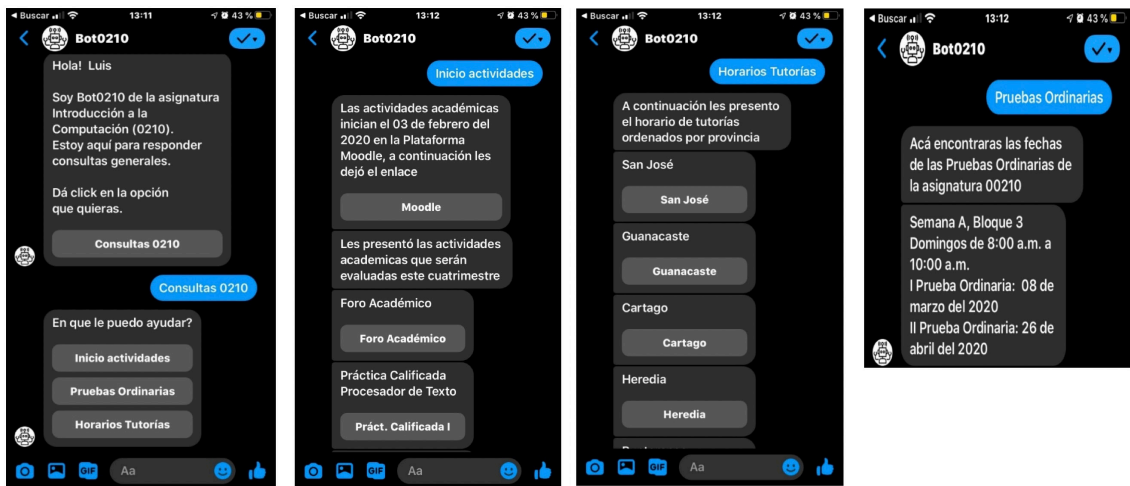 ◀ Buscar 13:11 43 %
Bot0210
Hola! Luis
Soy Bot0210 de la asignatura
Introducción a la
Computación (0210).
Estoy aquí para responder
consultas generales.
Dá click en la opción
que quieras.
Consultas 0210
Consultas 0210
En que le puedo ayudar?
Inicio actividades
Pruebas Ordinarias
Horarios Tutorías
GIF Aa
◀ Buscar 13:12 43 %
Bot0210
Inicio actividades
Las actividades académicas
inician el 03 de febrero del
2020 en la Plataforma
Moodle, a continuación les
dejó el enlace
Moodle
Les presentó las actividades
academicas que serán
evaluadas este cuatrimestre
Foro Académico
Foro Académico
Práctica Calificada
Procesador de Texto
Práct. Calificada I
GIF Aa
◀ Buscar 13:12 43 %
Bot0210
Horarios Tutorías
A continuación les presento
el horario de tutorías
ordenados por provincia
San José
San José
Guanacaste
Guanacaste
Cartago
Cartago
Heredia
Heredia
GIF Aa
◀ Buscar 13:12 43 %
Bot0210
Pruebas Ordinarias
Acá encontraras las fechas
de las Pruebas Ordinarias de
la asignatura 00210
Semana A, Bloque 3
Domingos de 8:00 a.m. a
10:00 a.m.
I Prueba Ordinaria: 08 de
marzo del 2020
II Prueba Ordinaria: 26 de
abril del 2020